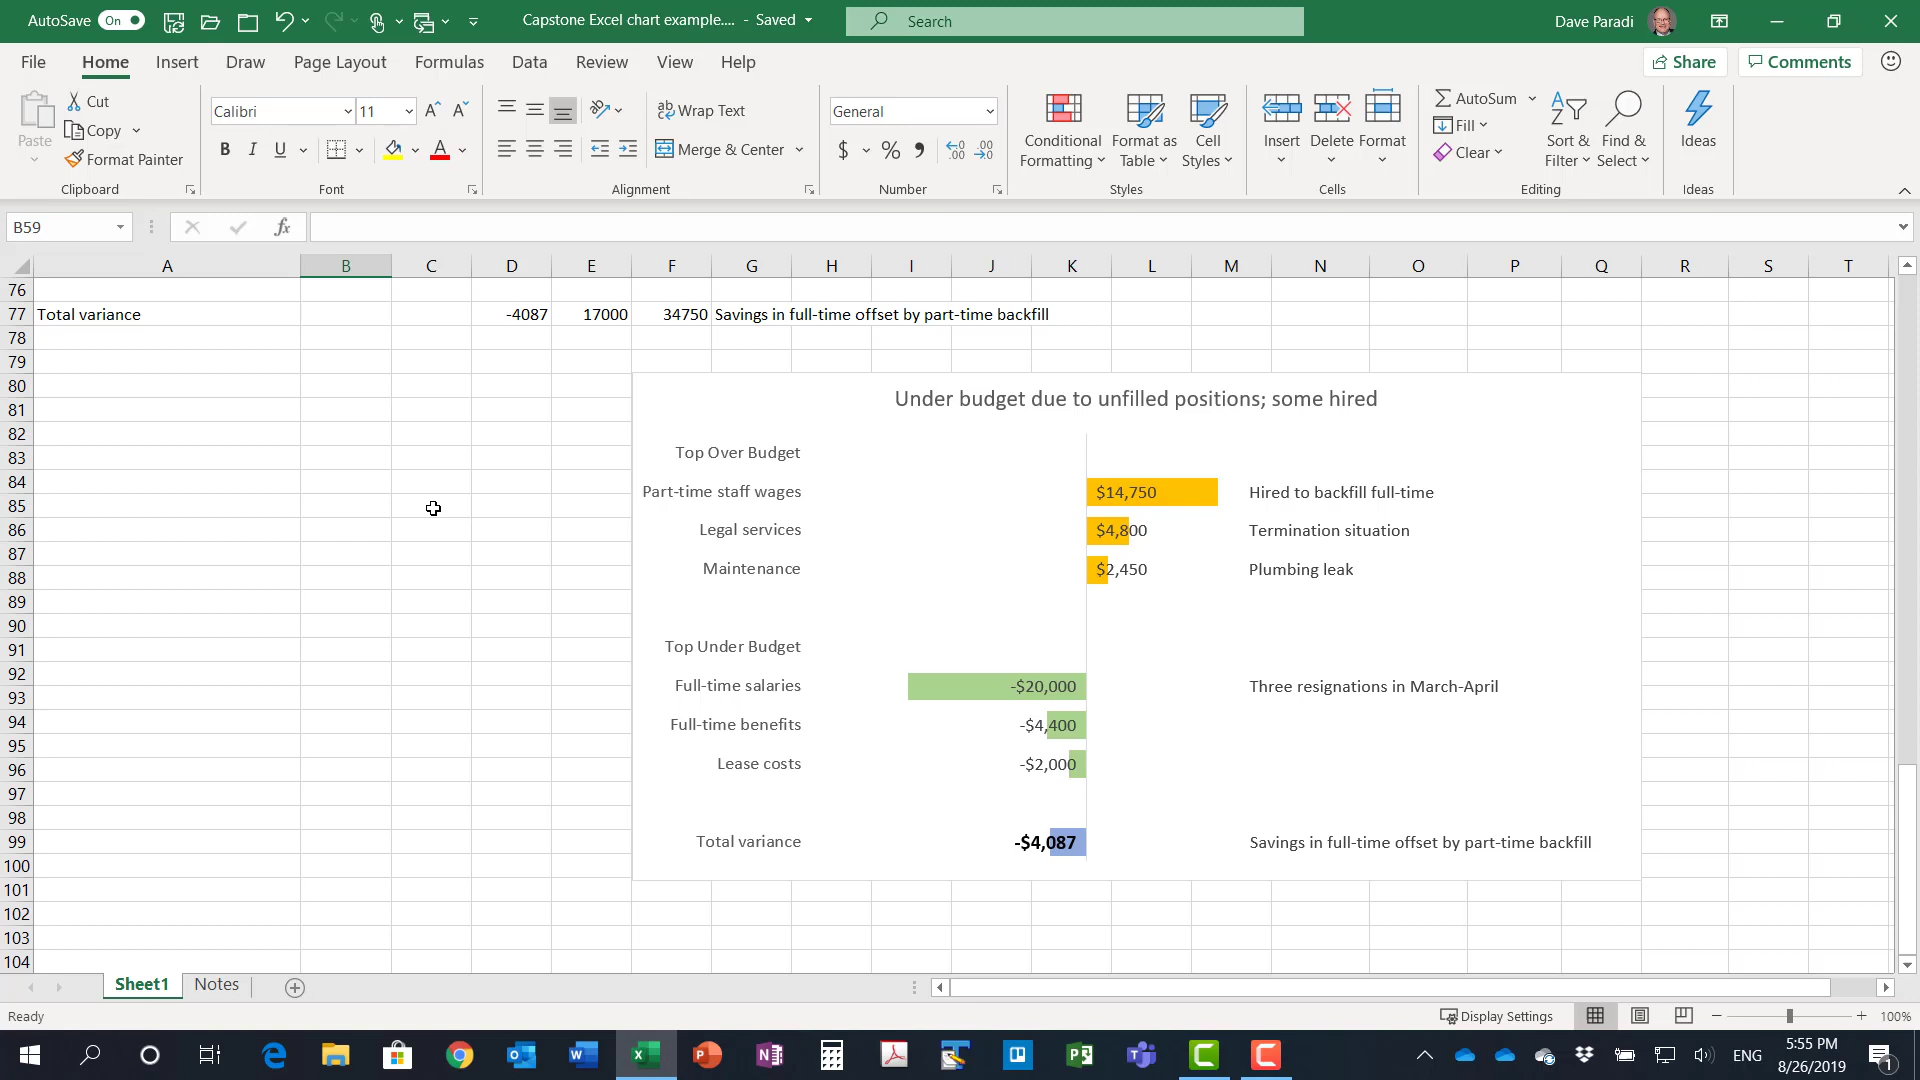 AutoSave On Capstone Excel chart example.... - Saved Search Dave Paradi
File Home Insert Draw Page Layout Formulas Data Review View Help Share Comments
Paste Cut Copy Format Painter Clipboard
Calibri 11 B I U A Font
ab Wrap Text Merge & Center Alignment
General $ % , .00 .0 Number
Conditional Formatting Format as Table Cell Styles Styles
Insert Delete Format Cells
AutoSum Fill Clear Sort & Filter Find & Select Editing
Ideas Ideas
B59 fx
A B C D E F G H I J K L M N O P Q R S T
76
77 Total variance -4087 17000 34750 Savings in full-time offset by part-time backfill
78
79
80
81 Under budget due to unfilled positions; some hired
82
83 Top Over Budget
84
85 Part-time staff wages $14,750 Hired to backfill full-time
86 Legal services $4,800 Termination situation
87
88 Maintenance $2,450 Plumbing leak
89
90
91 Top Under Budget
92
93 Full-time salaries -$20,000 Three resignations in March-April
94 Full-time benefits -$4,400
95
96 Lease costs -$2,000
97
98
99 Total variance -$4,087 Savings in full-time offset by part-time backfill
100
101
102
103
104
Sheet1 Notes
Ready Display Settings 100%
ENG 5:55 PM
8/26/2019 1